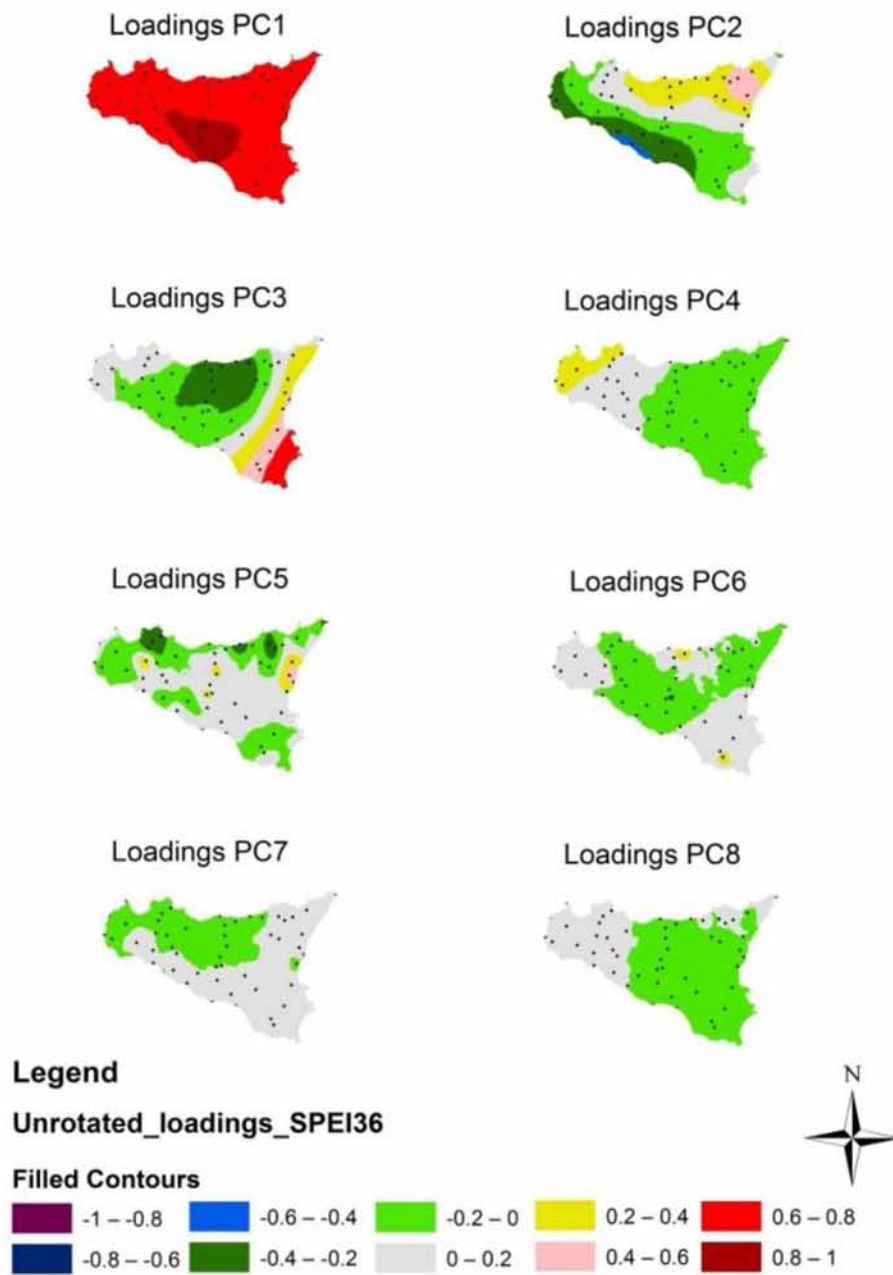 Loadings PC1
Loadings PC2
Loadings PC3
Loadings PC4
Loadings PC5
Loadings PC6
Loadings PC7
Loadings PC8
Legend
N
Unrotated_loadings_SPEI36
Filled Contours
-1 – -0.8
-0.6 – -0.4
-0.2 – 0
0.2 – 0.4
0.6 – 0.8
-0.8 – -0.6
-0.4 – -0.2
0 – 0.2
0.4 – 0.6
0.8 – 1